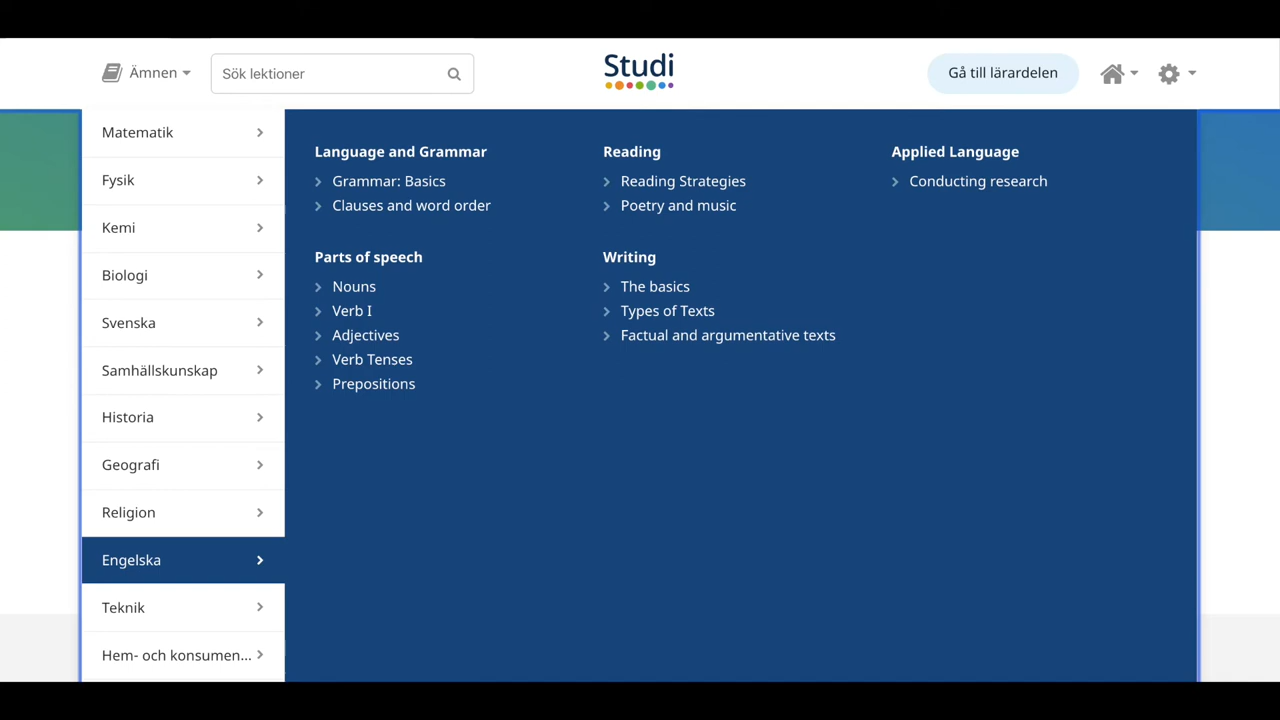 Ämnen
Sök lektioner
Studi
Gå till lärardelen
Matematik
Fysik
Kemi
Biologi
Svenska
Samhällskunskap
Historia
Geografi
Religion
Engelska
Teknik
Hem- och konsumen...
Language and Grammar
Grammar: Basics
Clauses and word order
Parts of speech
Nouns
Verb I
Adjectives
Verb Tenses
Prepositions
Reading
Reading Strategies
Poetry and music
Writing
The basics
Types of Texts
Factual and argumentative texts
Applied Language
Conducting research